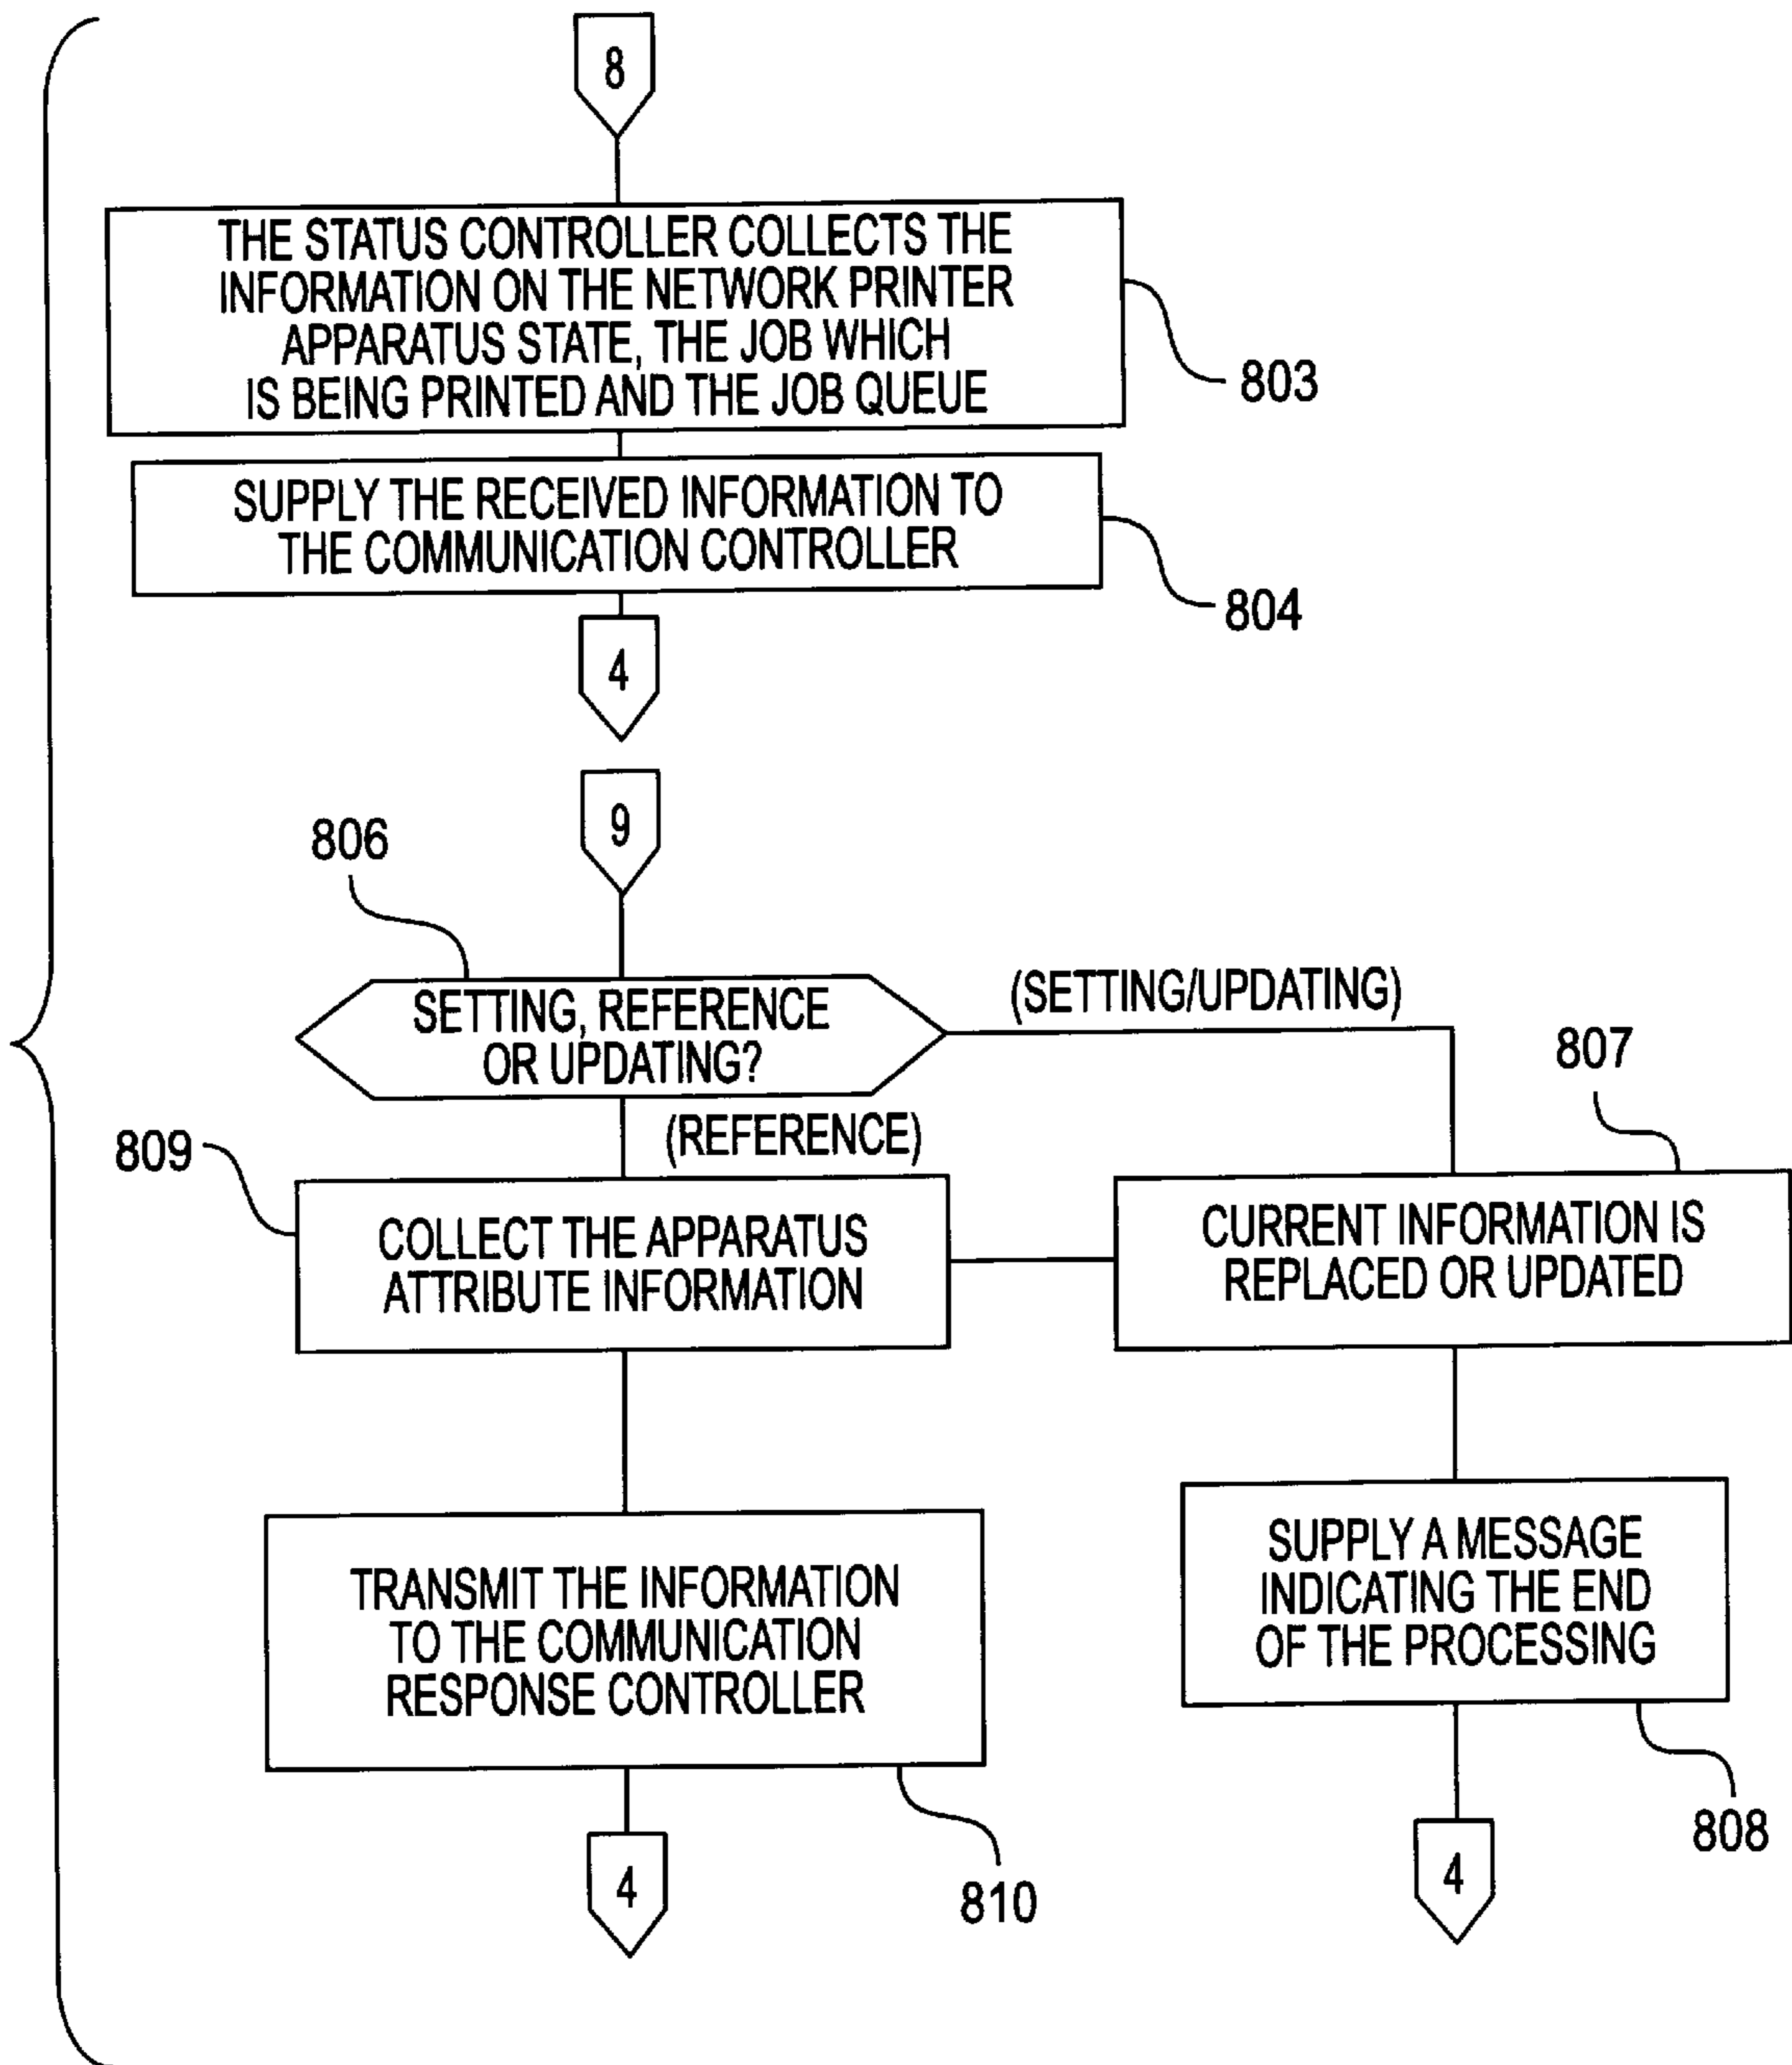 8
THE STATUS CONTROLLER COLLECTS THE
INFORMATION ON THE NETWORK PRINTER
APPARATUS STATE, THE JOB WHICH
IS BEING PRINTED AND THE JOB QUEUE
803
SUPPLY THE RECEIVED INFORMATION TO
THE COMMUNICATION CONTROLLER
804
4
9
806
SETTING, REFERENCE
OR UPDATING?
(SETTING/UPDATING)
(REFERENCE)
807
809
COLLECT THE APPARATUS
ATTRIBUTE INFORMATION
CURRENT INFORMATION IS
REPLACED OR UPDATED
TRANSMIT THE INFORMATION
TO THE COMMUNICATION
RESPONSE CONTROLLER
810
4
SUPPLY A MESSAGE
INDICATING THE END
OF THE PROCESSING
808
4